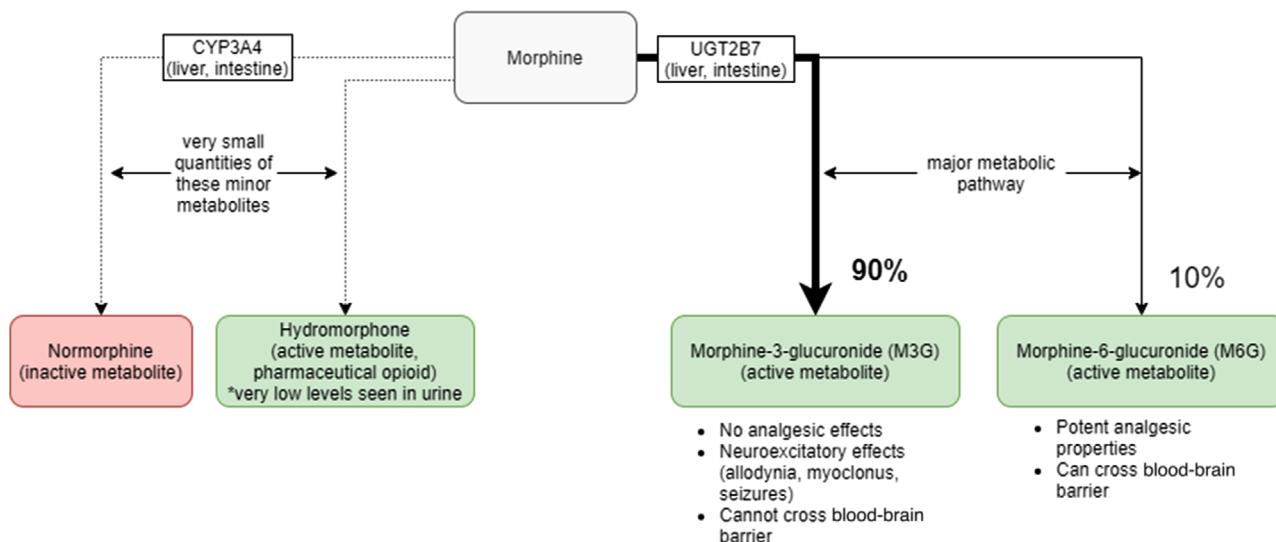 CYP3A4
(liver, intestine)
Morphine
UGT2B7
(liver, intestine)
very small
quantities of
these minor
metabolites
major metabolic
pathway
90%
10%
Normorphine
(inactive metabolite)
Hydromorphone
(active metabolite,
pharmaceutical opioid)
*very low levels seen in urine
Morphine-3-glucuronide (M3G)
(active metabolite)
Morphine-6-glucuronide (M6G)
(active metabolite)
• No analgesic effects
• Neuroexcitatory effects
(allodynia, myoclonus,
seizures)
• Cannot cross blood-brain
barrier
• Potent analgesic
properties
• Can cross blood-brain
barrier